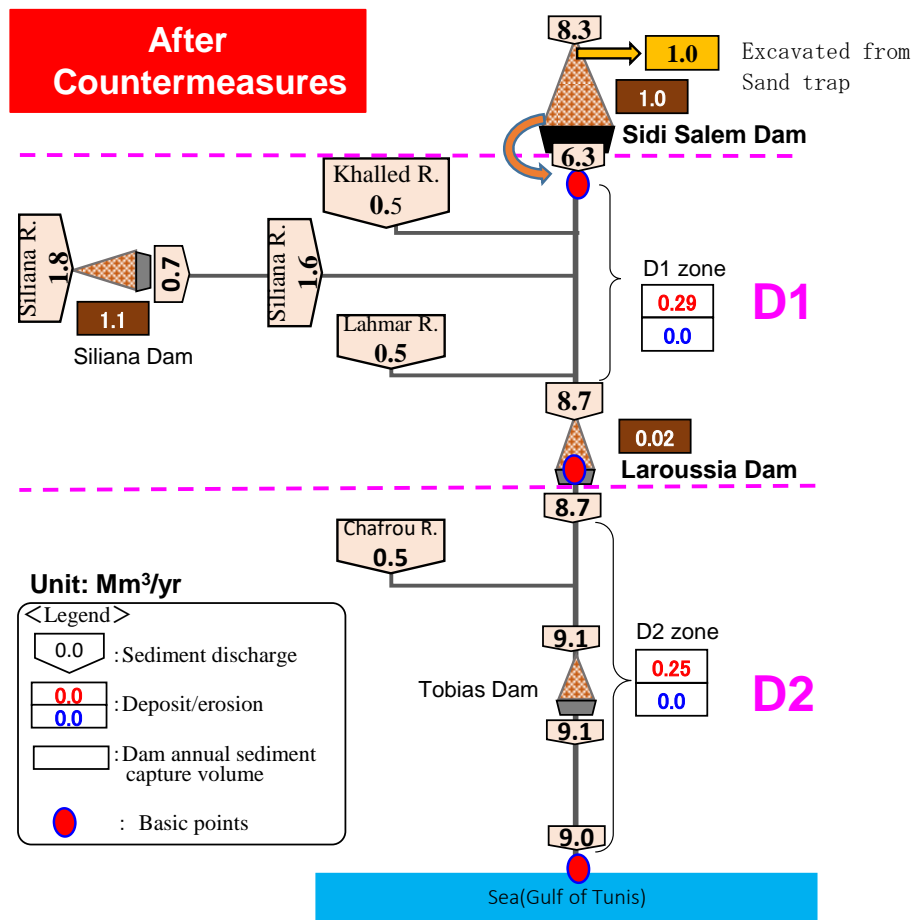 After
Countermeasures
8.3
1.0
Excavated from
Sand trap
1.0
Sidi Salem Dam
6.3
Khalled R.
0.5
Siliana R.
1.8
0.7
Siliana R.
1.6
1.1
Siliana Dam
Lahmar R.
0.5
D1 zone
0.29
0.0
D1
8.7
0.02
Laroussia Dam
8.7
Chafrou R.
0.5
Unit: Mm³/yr
<Legend>
0.0
:Sediment discharge
0.0
0.0
:Deposit/erosion
:Dam annual sediment
capture volume
: Basic points
9.1
Tobias Dam
9.1
D2 zone
0.25
0.0
D2
9.0
Sea(Gulf of Tunis)